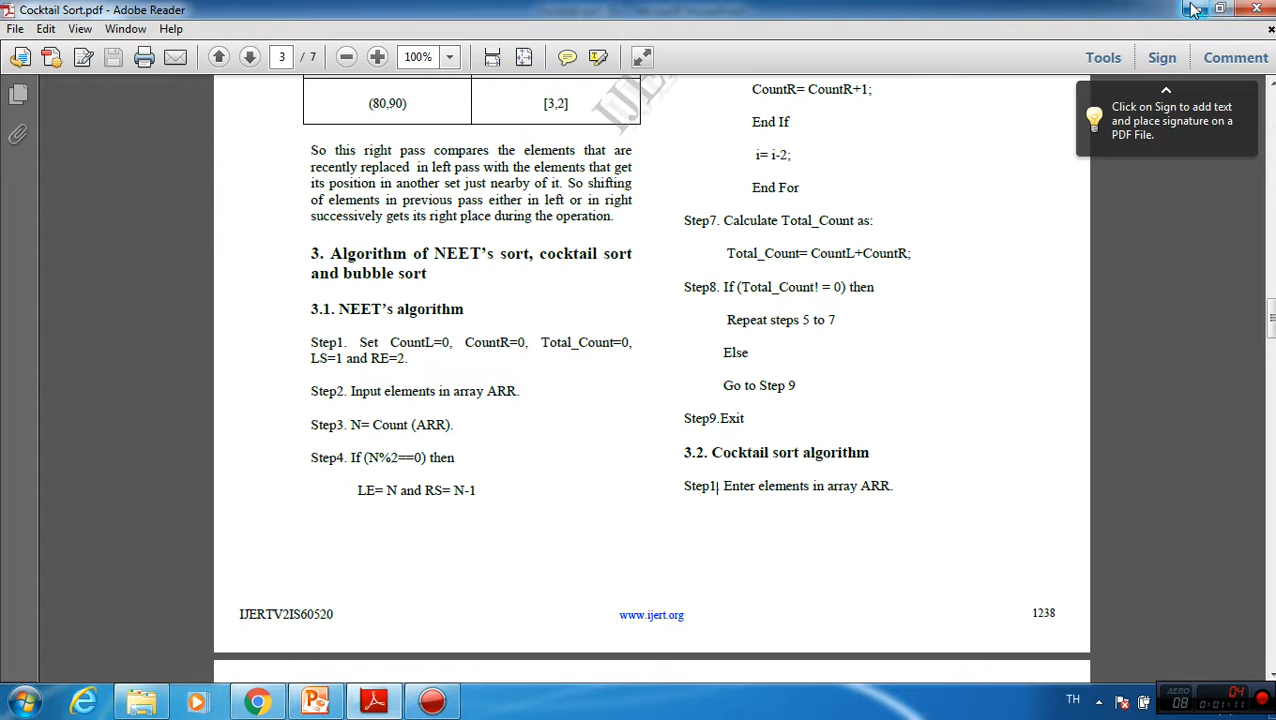 Cocktail Sort.pdf - Adobe Reader
File Edit View Window Help
3 / 7 100% Tools Sign Comment
Click on Sign to add text
and place signature on a
PDF File.
(80,90) [3,2]
So this right pass compares the elements that are
recently replaced in left pass with the elements that get
its position in another set just nearby of it. So shifting
of elements in previous pass either in left or in right
successively gets its right place during the operation.
3. Algorithm of NEET's sort, cocktail sort
and bubble sort
3.1. NEET's algorithm
Step1. Set CountL=0, CountR=0, Total_Count=0,
LS=1 and RE=2.
Step2. Input elements in array ARR.
Step3. N= Count (ARR).
Step4. If (N%2==0) then
LE= N and RS= N-1
CountR= CountR+1;
End If
i= i-2;
End For
Step7. Calculate Total_Count as:
Total_Count= CountL+CountR;
Step8. If (Total_Count! = 0) then
Repeat steps 5 to 7
Else
Go to Step 9
Step9.Exit
3.2. Cocktail sort algorithm
Step1 Enter elements in array ARR.
IJERTV2IS60520 www.ijert.org 1238
TH
AERO 04
08 0:01:11